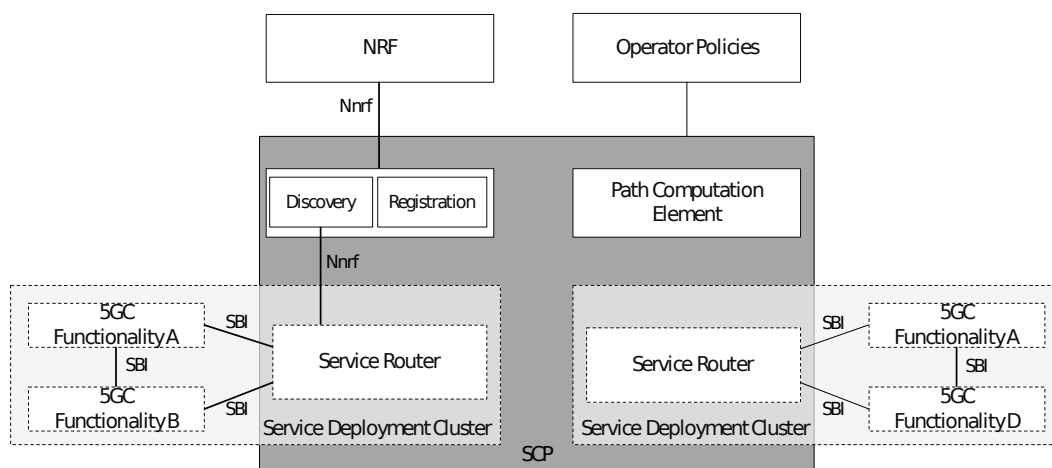 NRF
Operator Policies
Nnrf
Discovery
Registration
Path Computation
Element
Nnrf
5GC
Functionality A
SBI
SBI
5GC
Functionality B
SBI
Service Router
Service Deployment Cluster
Service Router
SBI
5GC
Functionality A
SBI
SBI
5GC
Functionality D
Service Deployment Cluster
SCP